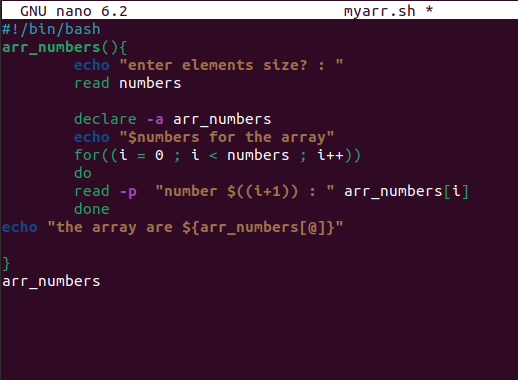 GNU nano 6.2 myarr.sh *
#!/bin/bash
arr_numbers(){
        echo "enter elements size? : "
        read numbers

        declare -a arr_numbers
        echo "$numbers for the array"
        for((i = 0 ; i < numbers ; i++))
        do
        read -p  "number $((i+1)) : " arr_numbers[i]
        done
echo "the array are ${arr_numbers[@]}"

}
arr_numbers